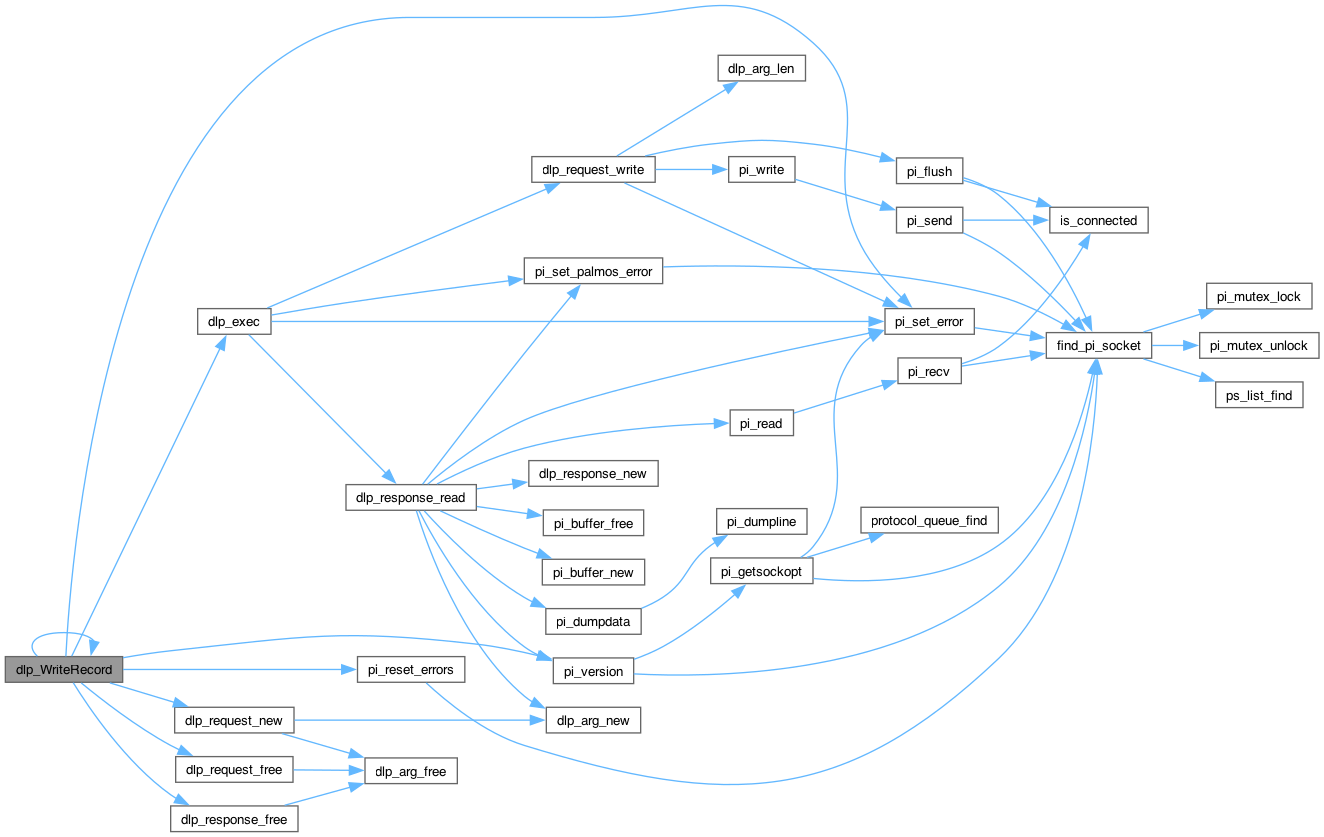 dlp_arg_len
dlp_request_write
pi_write
pi_flush
pi_send
is_connected
pi_set_palmos_error
pi_mutex_lock
dlp_exec
pi_set_error
find_pi_socket
pi_mutex_unlock
pi_recv
ps_list_find
pi_read
dlp_response_new
dlp_response_read
pi_buffer_free
pi_dumpline
protocol_queue_find
pi_buffer_new
pi_getsockopt
pi_dumpdata
dlp_WriteRecord
pi_reset_errors
pi_version
dlp_request_new
dlp_arg_new
dlp_request_free
dlp_arg_free
dlp_response_free